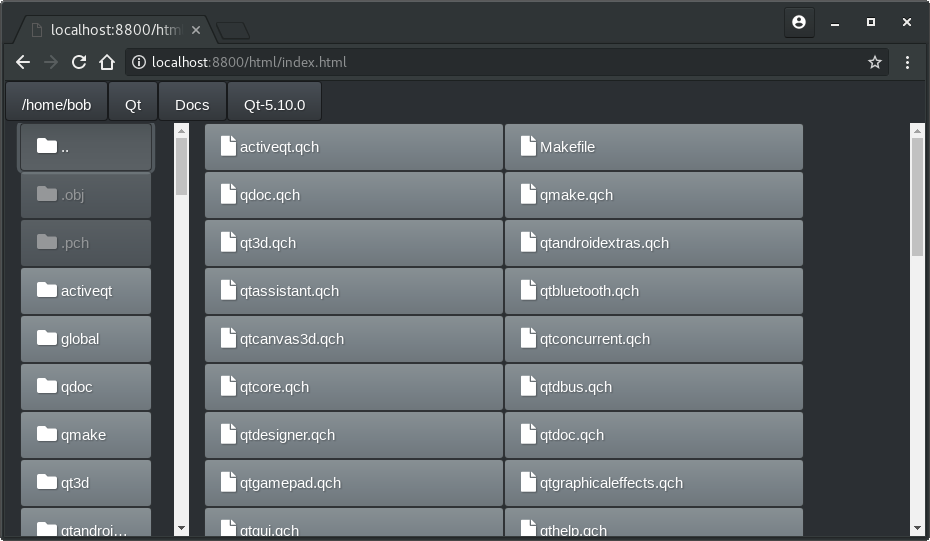 localhost:8800/htm
localhost:8800/html/index.html
/home/bob Qt Docs Qt-5.10.0
..
.obj
.pch
activeqt
global
qdoc
qmake
qt3d
qtandroi...
activeqt.qch Makefile
qdoc.qch qmake.qch
qt3d.qch qtandroidextras.qch
qtassistant.qch qtbluetooth.qch
qtcanvas3d.qch qtconcurrent.qch
qtcore.qch qtdbus.qch
qtdesigner.qch qtdoc.qch
qtgamepad.qch qtgraphicaleffects.qch
qtgui.qch qthelp.qch